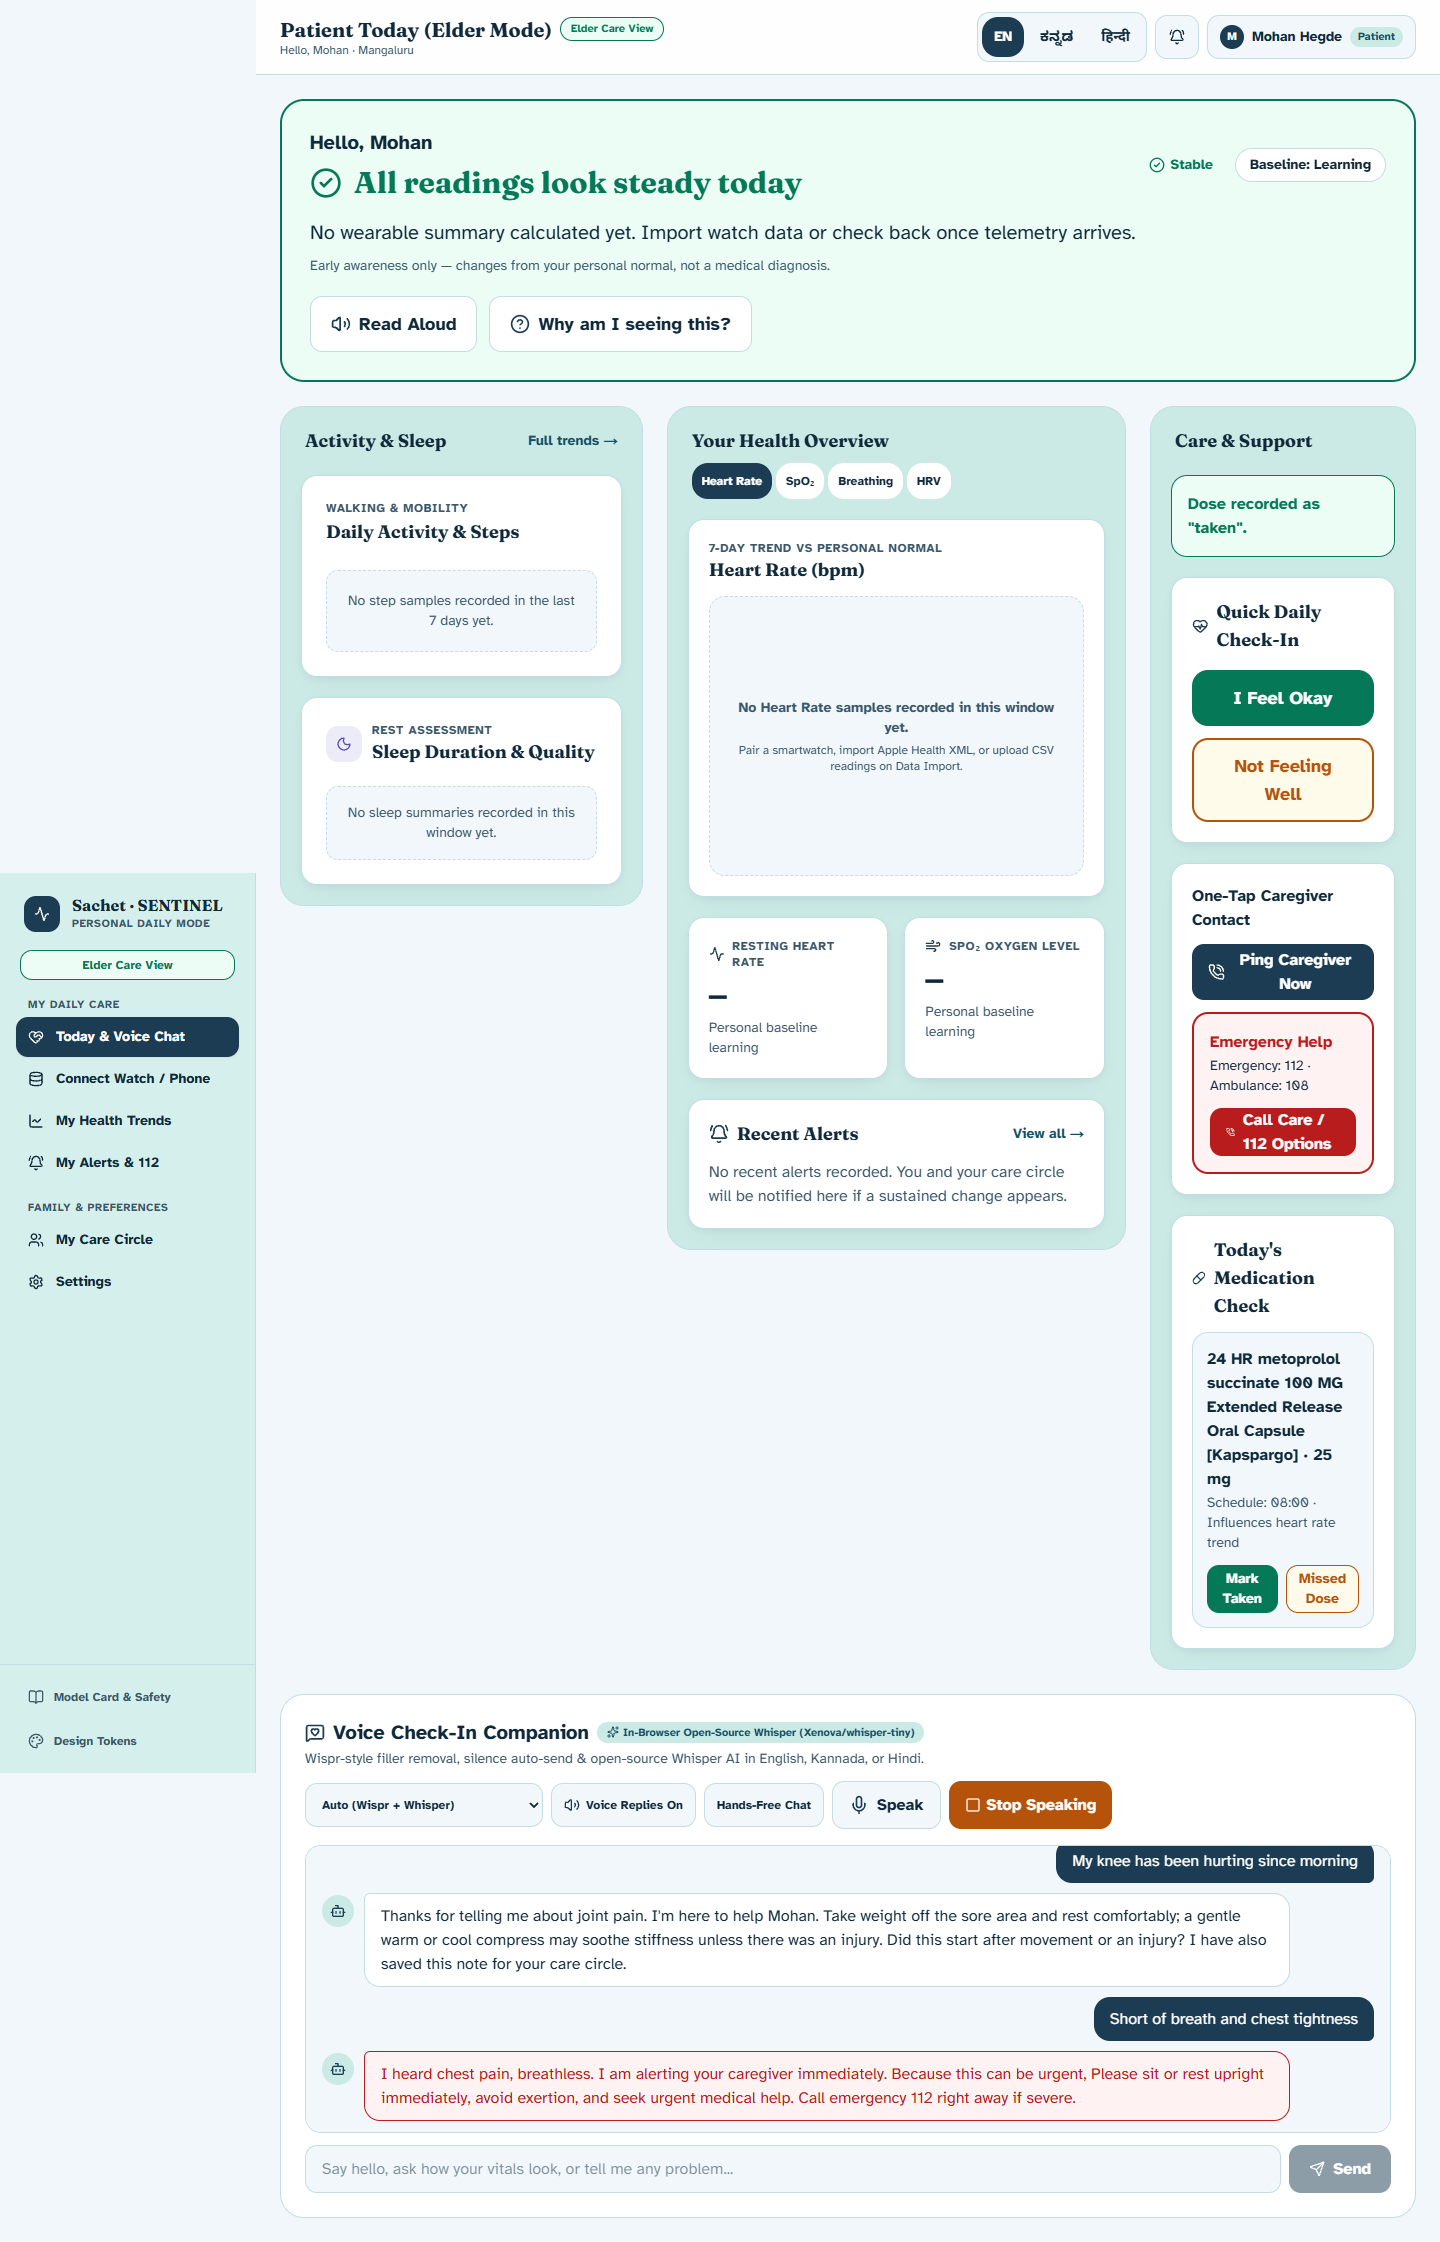 Patient Today (Elder Mode)
Elder Care View
Hello, Mohan · Mangaluru
EN
ಕನ್ನಡ
हिन्दी
M
Mohan Hegde
Patient
Hello, Mohan
All readings look steady today
Stable
Baseline: Learning
No wearable summary calculated yet. Import watch data or check back once telemetry arrives.
Early awareness only — changes from your personal normal, not a medical diagnosis.
Read Aloud
Why am I seeing this?
Activity & Sleep
Full trends →
WALKING & MOBILITY
Daily Activity & Steps
No step samples recorded in the last
7 days yet.
REST ASSESSMENT
Sleep Duration & Quality
No sleep summaries recorded in this
window yet.
Your Health Overview
Heart Rate
SpO₂
Breathing
HRV
7-DAY TREND VS PERSONAL NORMAL
Heart Rate (bpm)
No Heart Rate samples recorded in this window
yet.
Pair a smartwatch, import Apple Health XML, or upload CSV
readings on Data Import.
RESTING HEART
RATE
—
Personal baseline
learning
SPO₂ OXYGEN LEVEL
—
Personal baseline
learning
Recent Alerts
View all →
No recent alerts recorded. You and your care circle
will be notified here if a sustained change appears.
Care & Support
Dose recorded as
"taken".
Quick Daily
Check-In
I Feel Okay
Not Feeling
Well
One-Tap Caregiver
Contact
Ping Caregiver
Now
Emergency Help
Emergency: 112 ·
Ambulance: 108
Call Care /
112 Options
Today's
Medication
Check
24 HR metoprolol
succinate 100 MG
Extended Release
Oral Capsule
[Kapspargo] · 25
mg
Schedule: 08:00 ·
Influences heart rate
trend
Mark
Taken
Missed
Dose
Sachet · SENTINEL
PERSONAL DAILY MODE
Elder Care View
MY DAILY CARE
Today & Voice Chat
Connect Watch / Phone
My Health Trends
My Alerts & 112
FAMILY & PREFERENCES
My Care Circle
Settings
Model Card & Safety
Design Tokens
Voice Check-In Companion
In-Browser Open-Source Whisper (Xenova/whisper-tiny)
Wispr-style filler removal, silence auto-send & open-source Whisper AI in English, Kannada, or Hindi.
Auto (Wispr + Whisper)
Voice Replies On
Hands-Free Chat
Speak
Stop Speaking
My knee has been hurting since morning
Thanks for telling me about joint pain. I'm here to help Mohan. Take weight off the sore area and rest comfortably; a gentle
warm or cool compress may soothe stiffness unless there was an injury. Did this start after movement or an injury? I have also
saved this note for your care circle.
Short of breath and chest tightness
I heard chest pain, breathless. I am alerting your caregiver immediately. Because this can be urgent, Please sit or rest upright
immediately, avoid exertion, and seek urgent medical help. Call emergency 112 right away if severe.
Say hello, ask how your vitals look, or tell me any problem...
Send